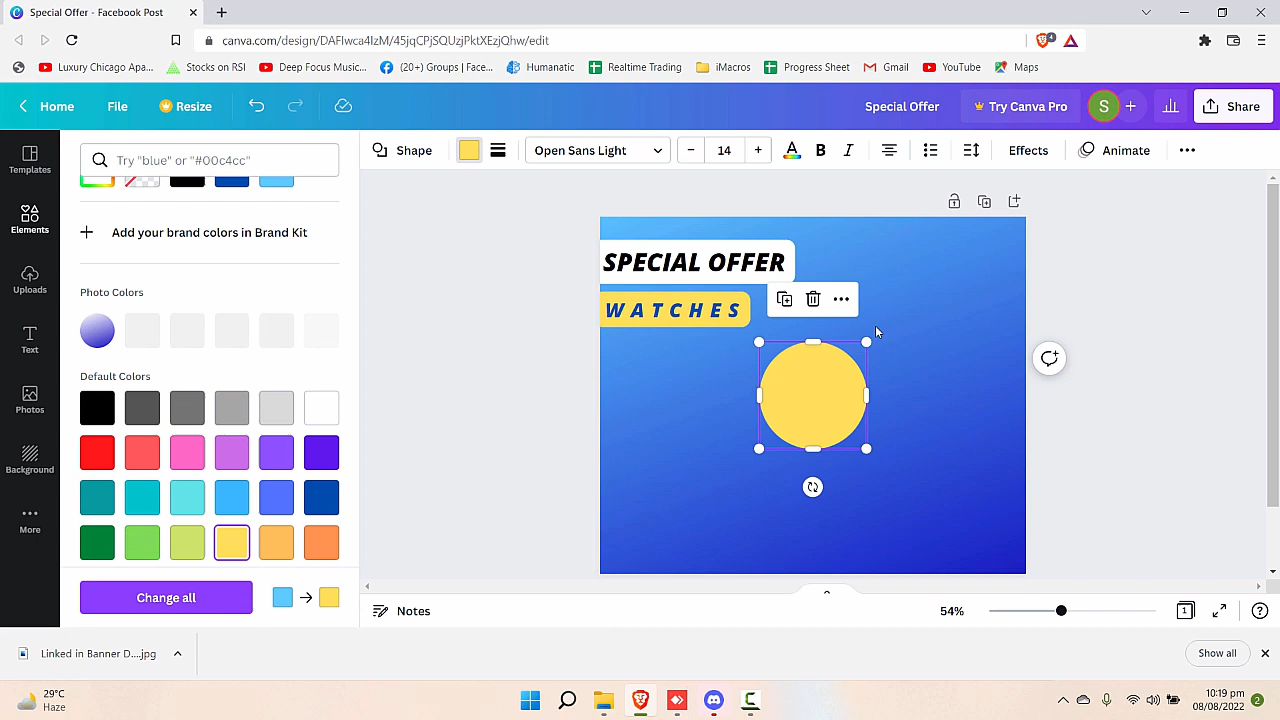 Special Offer - Facebook Post
canva.com/design/DAFIwca4IzM/45jqCPjSQUzjPktXEzjQhw/edit
4
Luxury Chicago Apa...
Stocks on RSI
Deep Focus Music...
(20+) Groups | Face...
Humanatic
Realtime Trading
iMacros
Progress Sheet
Gmail
YouTube
Maps
Home
File
Resize
Special Offer
Try Canva Pro
S
Share
Templates
Elements
Uploads
Text
Photos
Background
More
Try "blue" or "#00c4cc"
Shape
Open Sans Light
14
A
B
I
Effects
Animate
Add your brand colors in Brand Kit
Photo Colors
Default Colors
Change all
SPECIAL OFFER
WATCHES
Notes
54%
1
Linked in Banner D....jpg
Show all
29°C
Haze
10:19 pm
08/08/2022
2